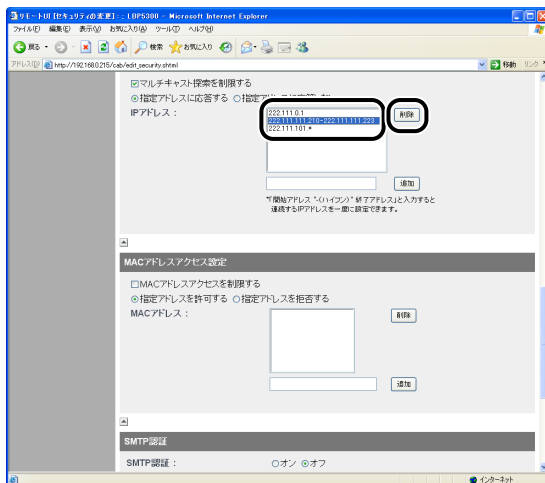 リモートUI [セキュリティの変更] : ; LBP5300 - Microsoft Internet Explorer
ファイル(F) 編集(E) 表示(V) お気に入り(A) ツール(T) ヘルプ(H)
戻る 検索 お気に入り
アドレス(D) http://192.168.0.215/cab/edit_security.shtml 移動 リンク
マルチキャスト探索を制限する
指定アドレスに応答する
IPアドレス :
222.111.0.1
222.111.111.210-222.111.111.223
222.111.101.*
削除
追加
*「開始アドレス "-(ハイフン)" 終了アドレス」と入力すると
連続するIPアドレスを一度に設定できます。
MACアドレスアクセス設定
MACアドレスアクセスを制限する
指定アドレスを許可する 指定アドレスを拒否する
MACアドレス :
削除
追加
SMTP認証
SMTP認証 : オン オフ
インターネット